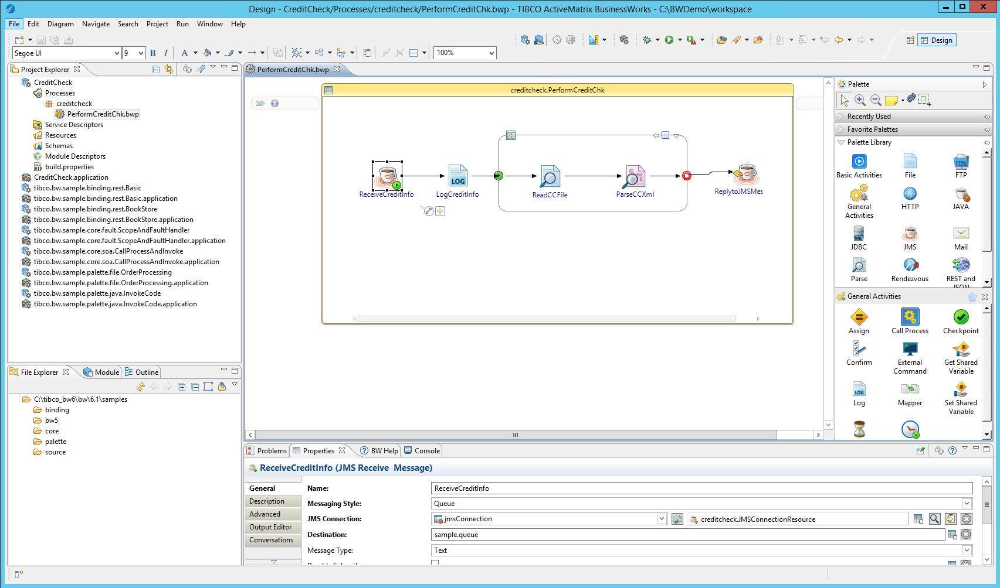 Design - CreditCheck/Processes/creditcheck/PerformCreditChk.bwp - TIBCO ActiveMatrix BusinessWorks - C:\BWDemo\workspace
File Edit Diagram Navigate Search Project Run Window Help
Design
Segoe UI 9 B I A 100%
Project Explorer
CreditCheck
Processes
creditcheck
PerformCreditChk.bwp
Service Descriptors
Resources
Schemas
Module Descriptors
build.properties
CreditCheck.application
tibco.bw.sample.binding.rest.Basic
tibco.bw.sample.binding.rest.Basic.application
tibco.bw.sample.binding.rest.BookStore
tibco.bw.sample.binding.rest.BookStore.application
tibco.bw.sample.core.fault.ScopeAndFaultHandler
tibco.bw.sample.core.fault.ScopeAndFaultHandler.application
tibco.bw.sample.core.soa.CallProcessAndInvoke
tibco.bw.sample.core.soa.CallProcessAndInvoke.application
tibco.bw.sample.palette.file.OrderProcessing
tibco.bw.sample.palette.file.OrderProcessing.application
tibco.bw.sample.palette.java.InvokeCode
tibco.bw.sample.palette.java.InvokeCode.application
File Explorer Module Outline
C:\tibco_bw6\bw\6.1\samples
binding
bw5
core
palette
source
PerformCreditChk.bwp
creditcheck.PerformCreditChk
LOG
ReceiveCreditInfo LogCreditInfo ReadCCFile ParseCCXml ReplytoJMSMes
Palette
Recently Used
Favorite Palettes
Palette Library
FTPs
Basic Activities File FTP
General Activities HTTP JAVA
SQL
JDBC JMS Mail
Parse Rendezvous REST and JSON
General Activities
Assign Call Process Checkpoint
Confirm External Command Get Shared Variable
LOG
Log Mapper Set Shared Variable
Problems Properties BW Help Console
ReceiveCreditInfo (JMS Receive Message)
General
Description
Advanced
Output Editor
Conversations
Name: ReceiveCreditInfo
Messaging Style: Queue
JMS Connection: jmsConnection creditcheck.JMSConnectionResource
Destination: sample.queue
Message Type: Text